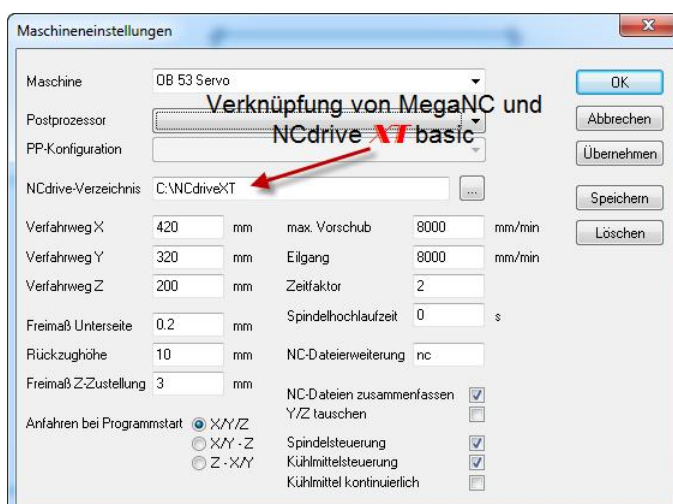 Maschineneinstellungen
Maschine OB 53 Servo OK
Verknüpfung von MegaNC und
NCdrive XT basic
Postprozessor Abbrechen
PP-Konfiguration Übernehmen
NCdrive-Verzeichnis C:\NCdriveXT ... Speichern
Verfahrweg X 420 mm max. Vorschub 8000 mm/min Löschen
Verfahrweg Y 320 mm Eilgang 8000 mm/min
Verfahrweg Z 200 mm Zeitfaktor 2
Freimaß Unterseite 0.2 mm Spindelhochlaufzeit 0 s
Rückzughöhe 10 mm NC-Dateierweiterung nc
Freimaß Z-Zustellung 3 mm NC-Dateien zusammenfassen
Y/Z tauschen
Anfahren bei Programmstart X/Y/Z
X/Y - Z Spindelsteuerung
Z - X/Y Kühlmittelsteuerung
Kühlmittel kontinuierlich